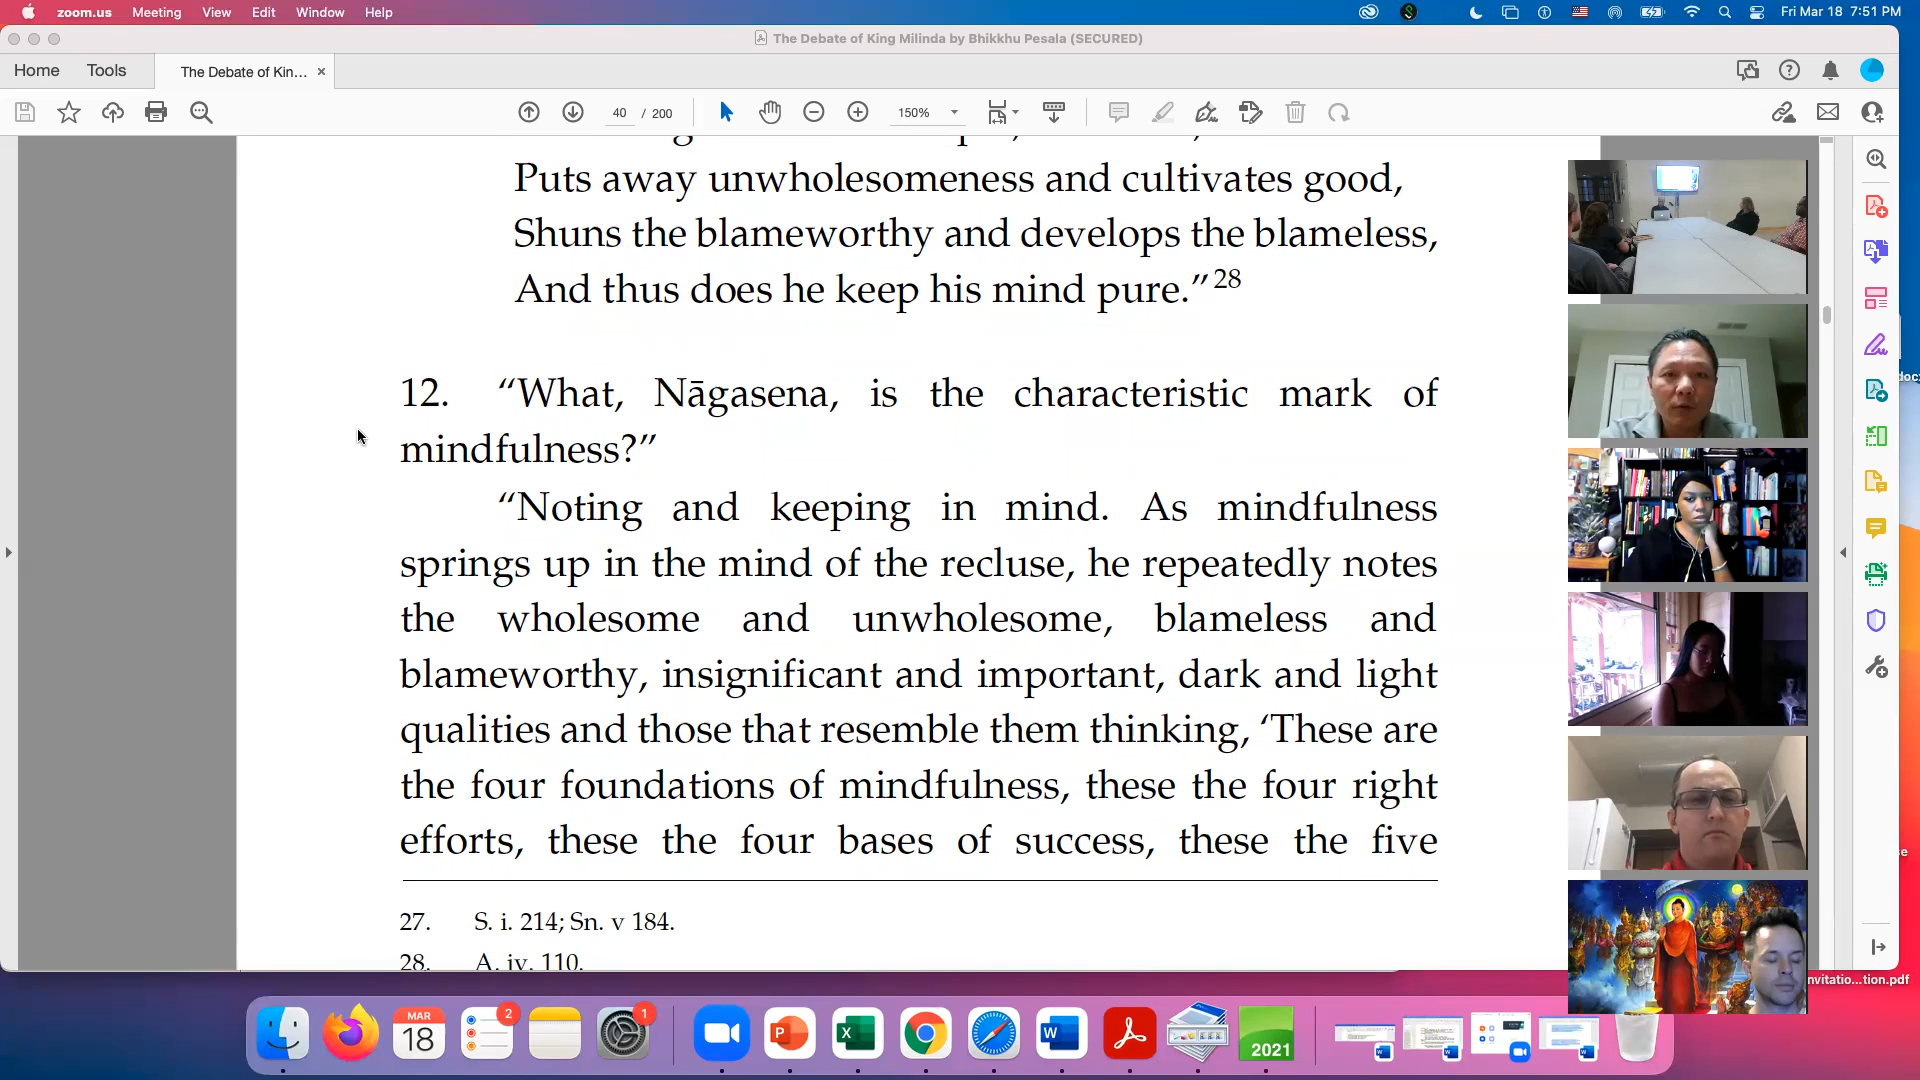 zoom.us Meeting View Edit Window Help
Fri Mar 18 7:51 PM
The Debate of King Milinda by Bhikkhu Pesala (SECURED)
Home Tools The Debate of Kin... ×
40 / 200
150%
Puts away unwholesomeness and cultivates good,
Shuns the blameworthy and develops the blameless,
And thus does he keep his mind pure.”28
12. “What, Nāgasena, is the characteristic mark of
mindfulness?”
“Noting and keeping in mind. As mindfulness
springs up in the mind of the recluse, he repeatedly notes
the wholesome and unwholesome, blameless and
blameworthy, insignificant and important, dark and light
qualities and those that resemble them thinking, ‘These are
the four foundations of mindfulness, these the four right
efforts, these the four bases of success, these the five
27. S. i. 214; Sn. v 184.
28. A. iv. 110.
nvitatio...tion.pdf
MAR
18
2
1
2021